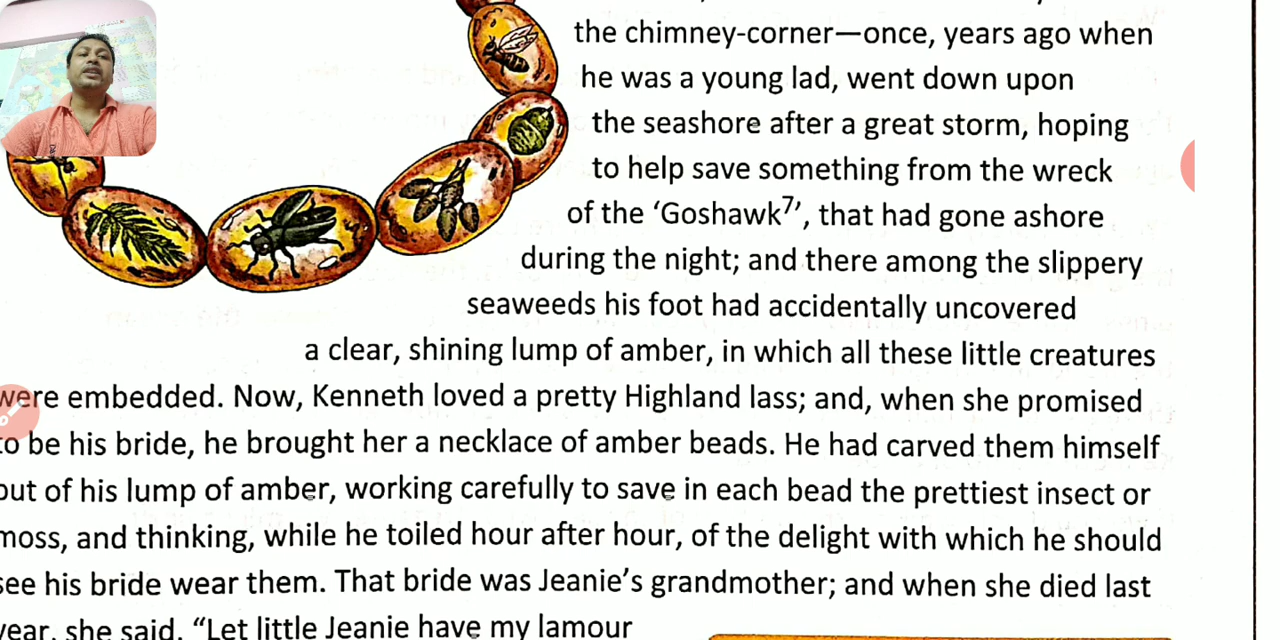 the chimney-corner—once, years ago when
he was a young lad, went down upon
the seashore after a great storm, hoping
to help save something from the wreck
of the ‘Goshawk⁷’, that had gone ashore
during the night; and there among the slippery
seaweeds his foot had accidentally uncovered
a clear, shining lump of amber, in which all these little creatures
were embedded. Now, Kenneth loved a pretty Highland lass; and, when she promised
to be his bride, he brought her a necklace of amber beads. He had carved them himself
out of his lump of amber, working carefully to save in each bead the prettiest insect or
moss, and thinking, while he toiled hour after hour, of the delight with which he should
see his bride wear them. That bride was Jeanie’s grandmother; and when she died last
year, she said, “Let little Jeanie have my lamour